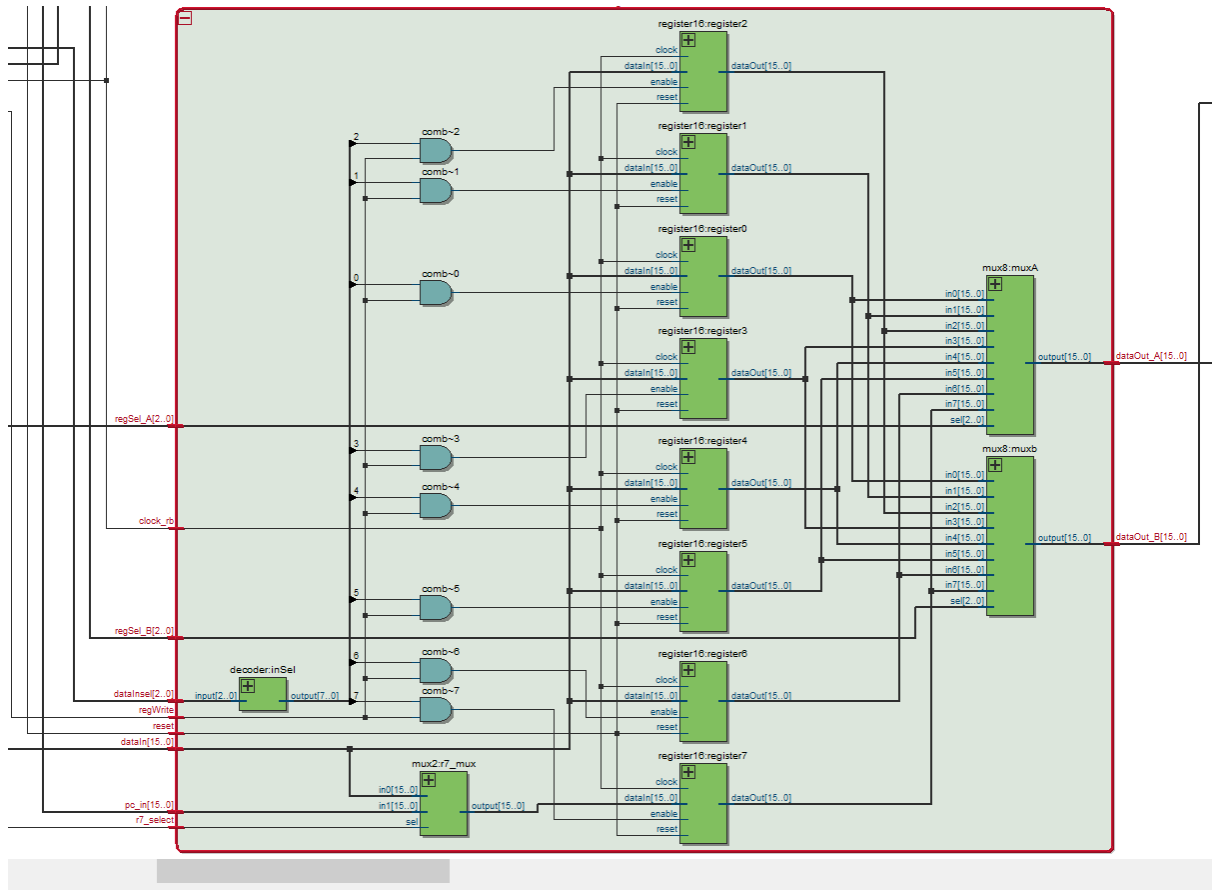 register16:register2
clock
dataIn[15..0]
enable
reset
dataOut[15..0]
register16:register1
clock
dataIn[15..0]
enable
reset
dataOut[15..0]
register16:register0
clock
dataIn[15..0]
enable
reset
dataOut[15..0]
register16:register3
clock
dataIn[15..0]
enable
reset
dataOut[15..0]
register16:register4
clock
dataIn[15..0]
enable
reset
dataOut[15..0]
register16:register5
clock
dataIn[15..0]
enable
reset
dataOut[15..0]
register16:register6
clock
dataIn[15..0]
enable
reset
dataOut[15..0]
register16:register7
clock
dataIn[15..0]
enable
reset
dataOut[15..0]
2
comb~2
1
comb~1
0
comb~0
3
comb~3
4
comb~4
5
comb~5
6
comb~6
7
comb~7
regSel_A[2..0]
clock_rb
regSel_B[2..0]
dataInsel[2..0]
regWrite
reset
dataIn[15..0]
pc_in[15..0]
r7_select
decoder:inSel
input[2..0]
output[7..0]
mux2:r7_mux
in0[15..0]
in1[15..0]
sel
output[15..0]
mux8:muxA
in0[15..0]
in1[15..0]
in2[15..0]
in3[15..0]
in4[15..0]
in5[15..0]
in6[15..0]
in7[15..0]
sel[2..0]
output[15..0]
dataOut_A[15..0]
mux8:muxb
in0[15..0]
in1[15..0]
in2[15..0]
in3[15..0]
in4[15..0]
in5[15..0]
in6[15..0]
in7[15..0]
sel[2..0]
output[15..0]
dataOut_B[15..0]